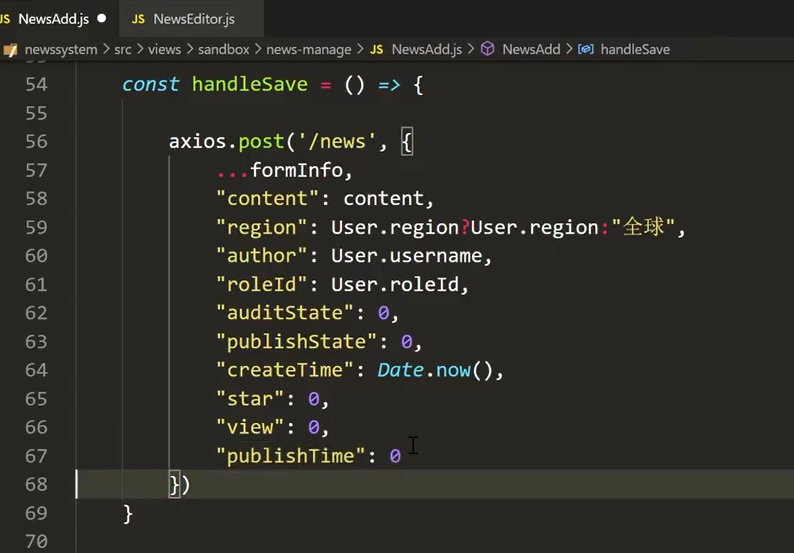 JS NewsAdd.js ● JS NewsEditor.js
newssystem > src > views > sandbox > news-manage > JS NewsAdd.js > NewsAdd > handleSave
54 const handleSave = () => {
55
56 axios.post('/news', {
57 ...formInfo,
58 "content": content,
59 "region": User.region?User.region:"全球",
60 "author": User.username,
61 "roleId": User.roleId,
62 "auditState": 0,
63 "publishState": 0,
64 "createTime": Date.now(),
65 "star": 0,
66 "view": 0,
67 "publishTime": 0
68 })
69 }
70